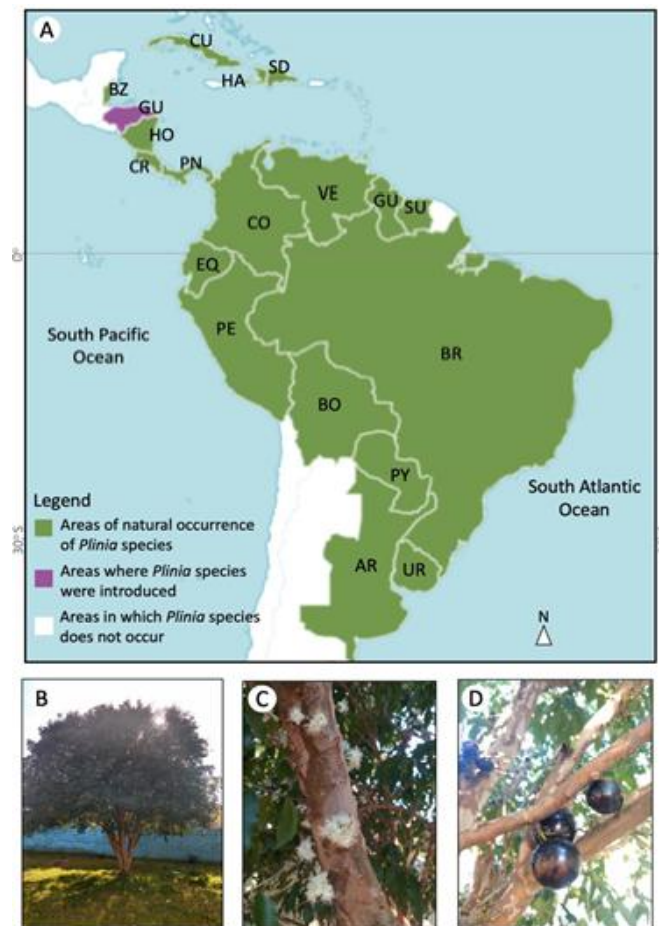 A
CU
SD
HA
BZ
GU
HO
CR
PN
VE
GU
SU
CO
0º
EQ
PE
BR
South Pacific
Ocean
BO
PY
South Atlantic
Ocean
Legend
Areas of natural occurrence
of Plinia species
30ºS
Areas where Plinia species
were introduced
AR
UR
Areas in which Plinia species
does not occur
N
B
C
D